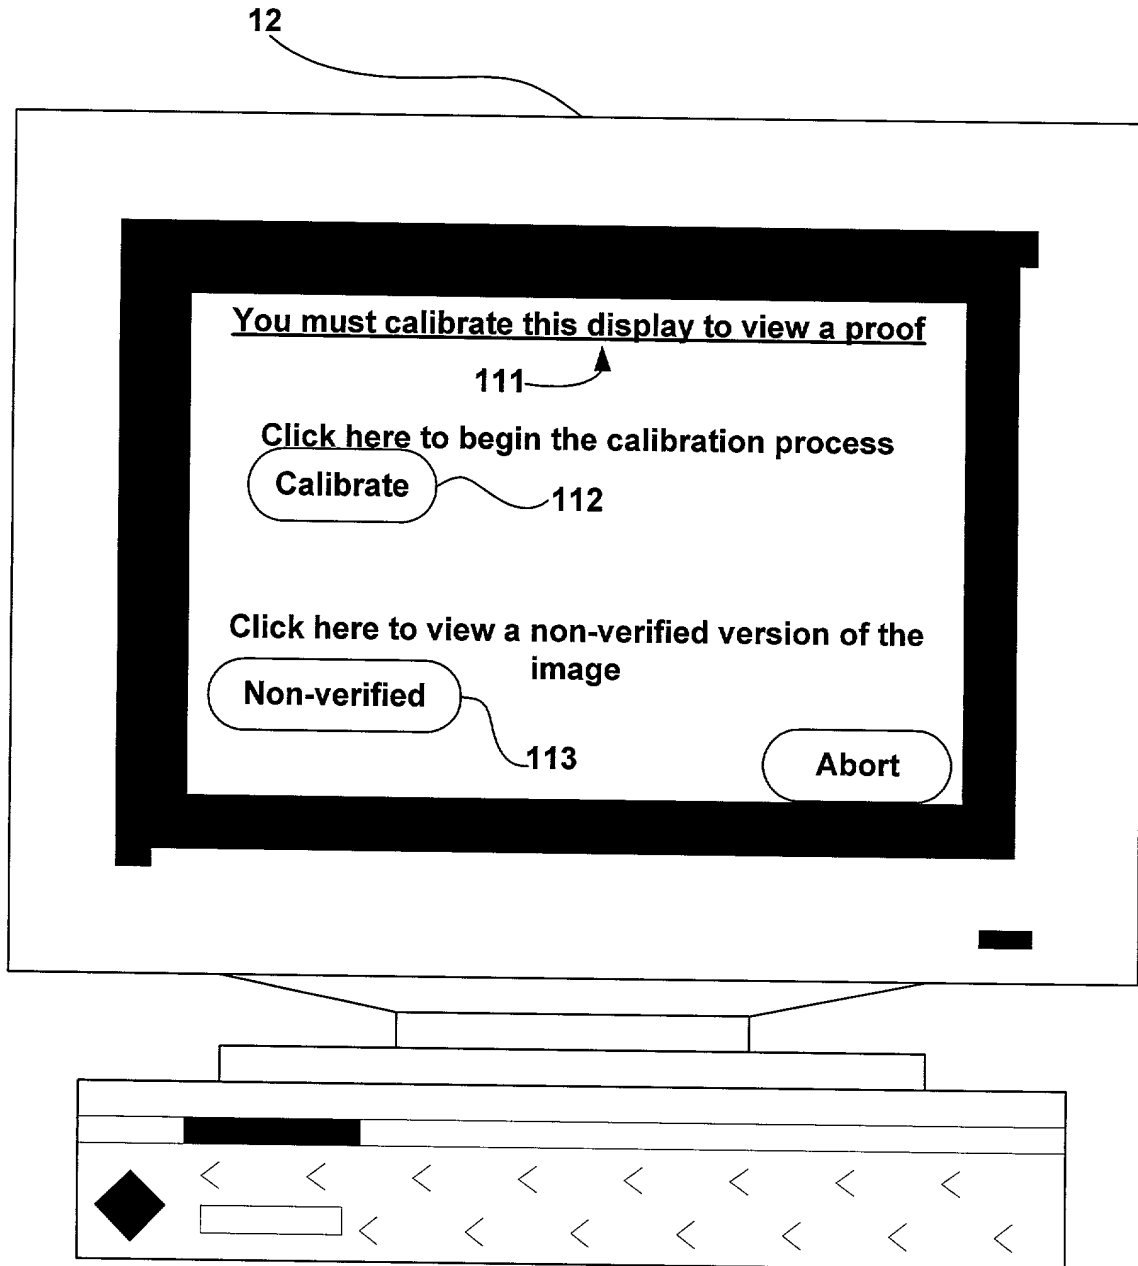 12
You must calibrate this display to view a proof
111
Click here to begin the calibration process
Calibrate
112
Click here to view a non-verified version of the
image
Non-verified
113
Abort